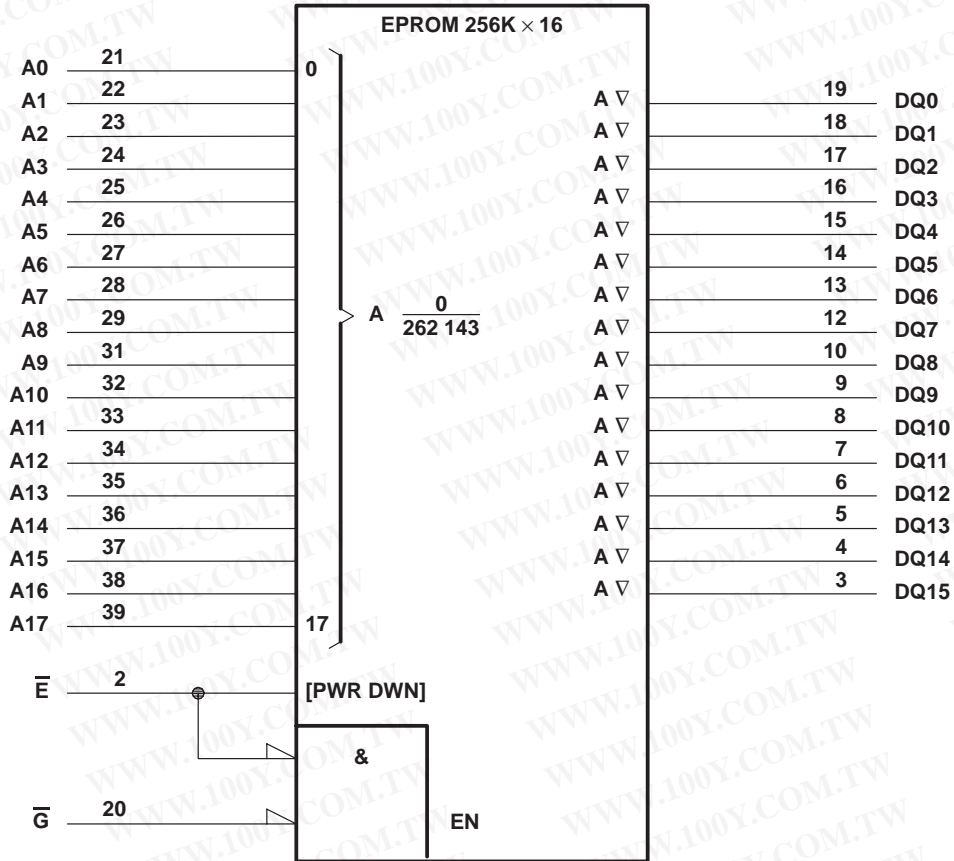 EPROM 256K × 16
A0 21 0
A1 22
A2 23
A3 24
A4 25
A5 26
A6 27
A7 28
A8 29
A9 31
A10 32
A11 33
A12 34
A13 35
A14 36
A15 37
A16 38
A17 39 17
A 0
262 143
A ∇ 19 DQ0
A ∇ 18 DQ1
A ∇ 17 DQ2
A ∇ 16 DQ3
A ∇ 15 DQ4
A ∇ 14 DQ5
A ∇ 13 DQ6
A ∇ 12 DQ7
A ∇ 10 DQ8
A ∇ 9 DQ9
A ∇ 8 DQ10
A ∇ 7 DQ11
A ∇ 6 DQ12
A ∇ 5 DQ13
A ∇ 4 DQ14
A ∇ 3 DQ15
E̅ 2 [PWR DWN]
&
G̅ 20 EN
WWW.100Y.COM.TW